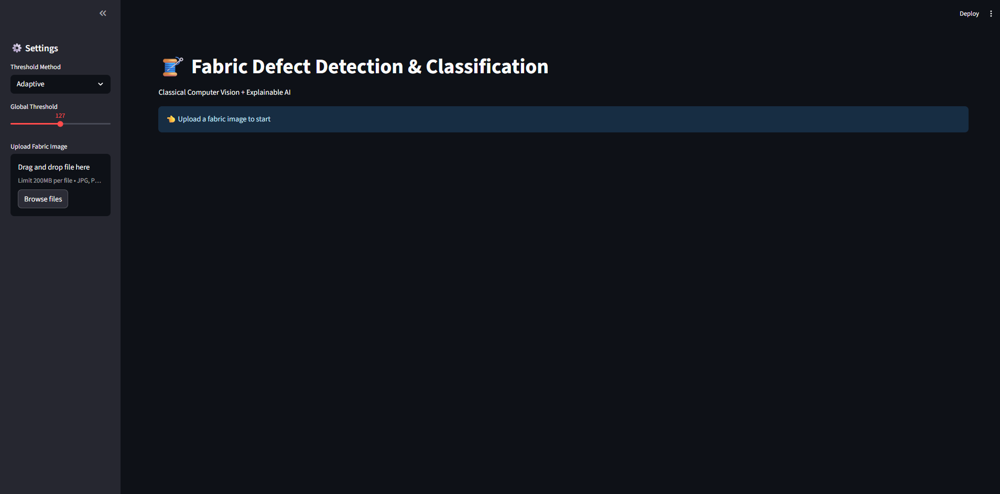 Deploy
Settings
Threshold Method
Adaptive
Global Threshold
127
Upload Fabric Image
Drag and drop file here
Limit 200MB per file • JPG, P...
Browse files
Fabric Defect Detection & Classification
Classical Computer Vision + Explainable AI
Upload a fabric image to start